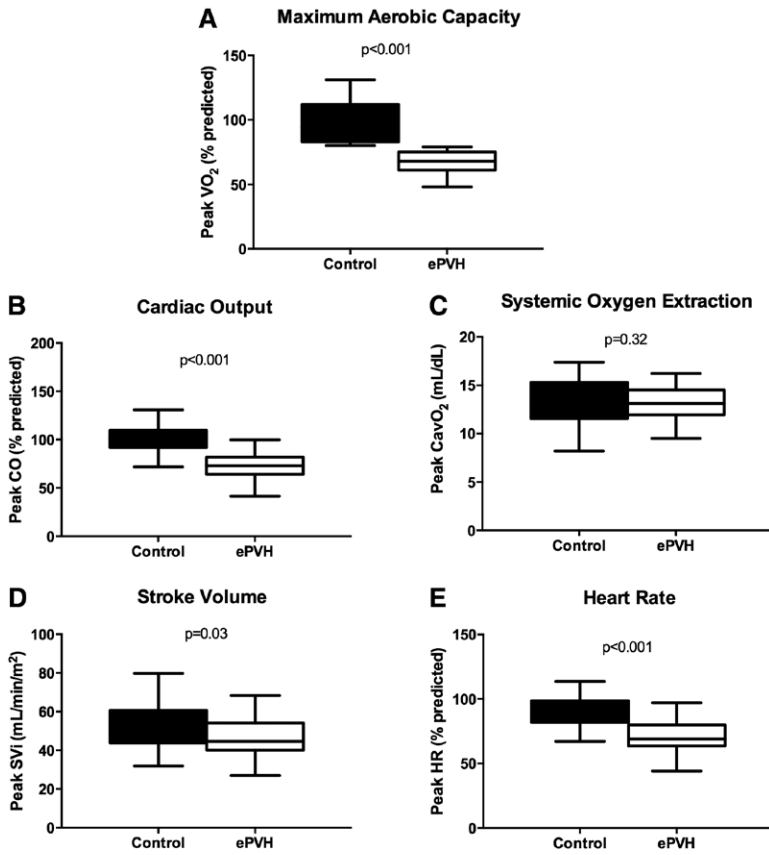 A
Maximum Aerobic Capacity
p<0.001
Peak VO₂ (% predicted)
150
100
50
0
Control
ePVH
B
Cardiac Output
p<0.001
Peak CO (% predicted)
200
150
100
50
0
Control
ePVH
C
Systemic Oxygen Extraction
p=0.32
Peak CavO₂ (mL/dL)
20
15
10
5
0
Control
ePVH
D
Stroke Volume
p=0.03
Peak SVi (mL/min/m²)
100
80
60
40
20
0
Control
ePVH
E
Heart Rate
p<0.001
Peak HR (% predicted)
150
100
50
0
Control
ePVH